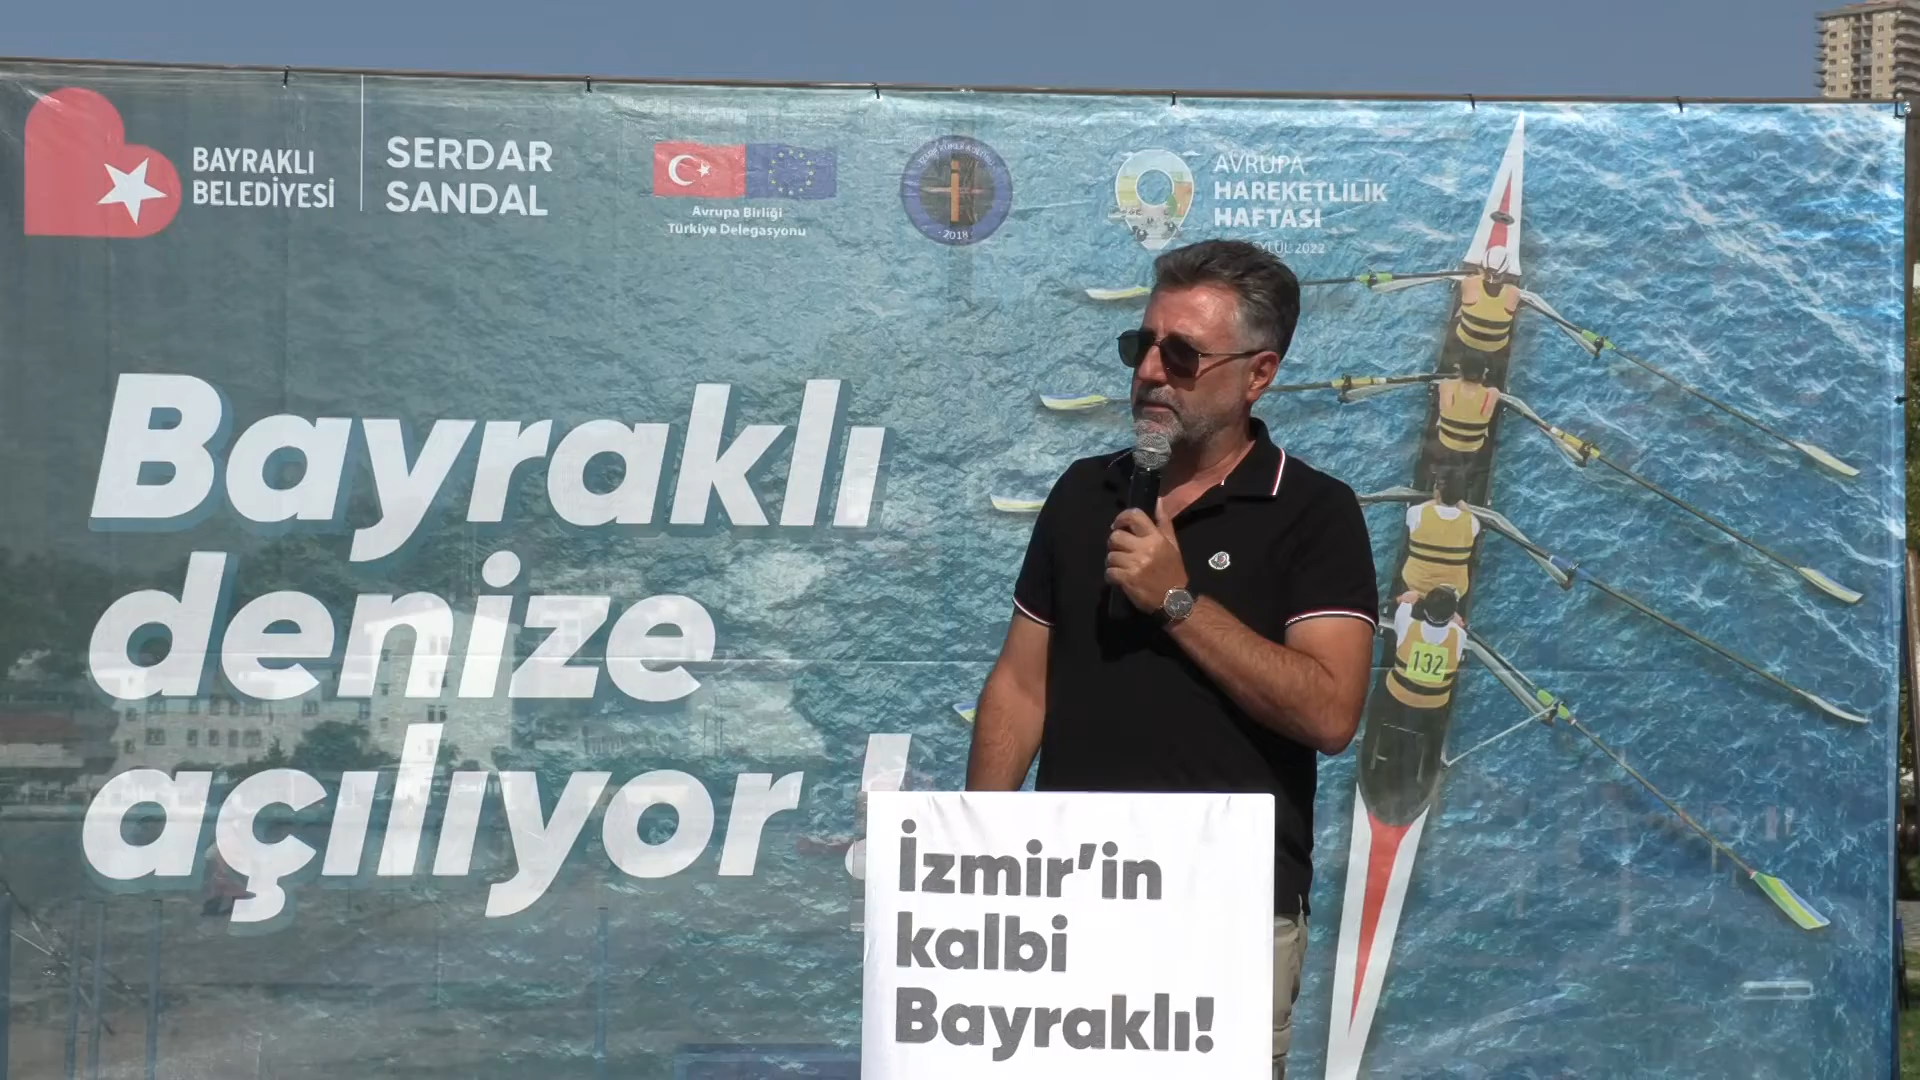 BAYRAKLI
BELEDİYESİ
SERDAR
SANDAL
Avrupa Birliği
Türkiye Delegasyonu
2018
AVRUPA
HAREKETLİLİK
HAFTASI
EYLÜL 2022
Bayraklı
denize
açılıyor !
132
İzmir'in
kalbi
Bayraklı!